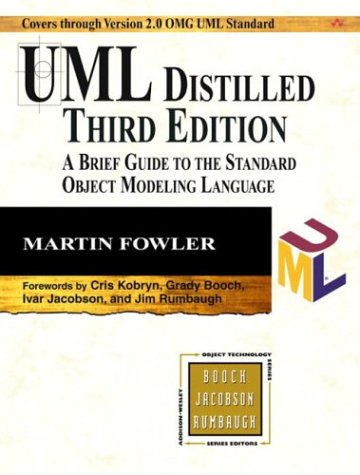 Covers through Version 2.0 OMG UML Standard
UML DISTILLED
THIRD EDITION
A BRIEF GUIDE TO THE STANDARD
OBJECT MODELING LANGUAGE
MARTIN FOWLER
Forewords by Cris Kobryn, Grady Booch,
Ivar Jacobson, and Jim Rumbaugh
UML
OBJECT TECHNOLOGY
SERIES
ADDISON-WESLEY
BOOCH
JACOBSON
RUMBAUGH
SERIES EDITORS